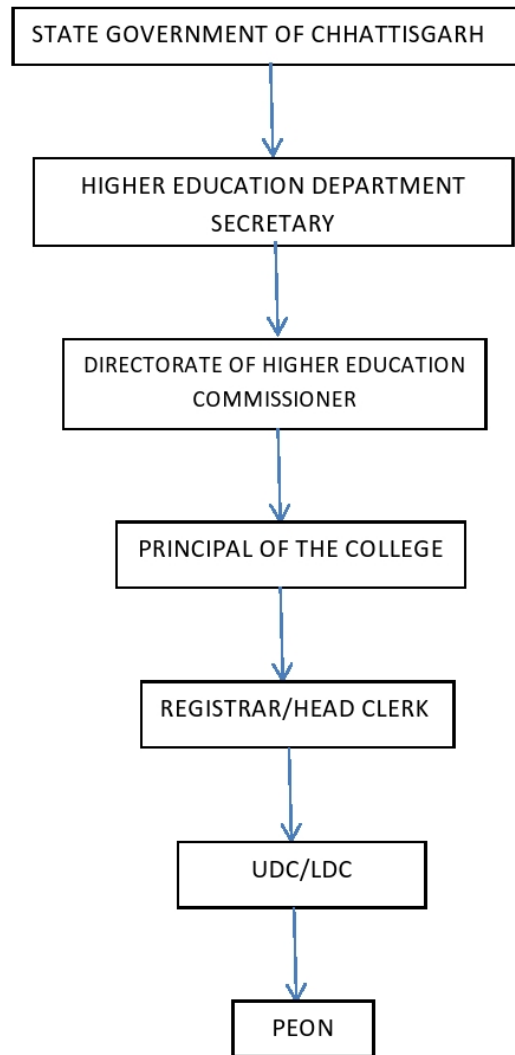 STATE GOVERNMENT OF CHHATTISGARH
HIGHER EDUCATION DEPARTMENT
SECRETARY
DIRECTORATE OF HIGHER EDUCATION
COMMISSIONER
PRINCIPAL OF THE COLLEGE
REGISTRAR/HEAD CLERK
UDC/LDC
PEON